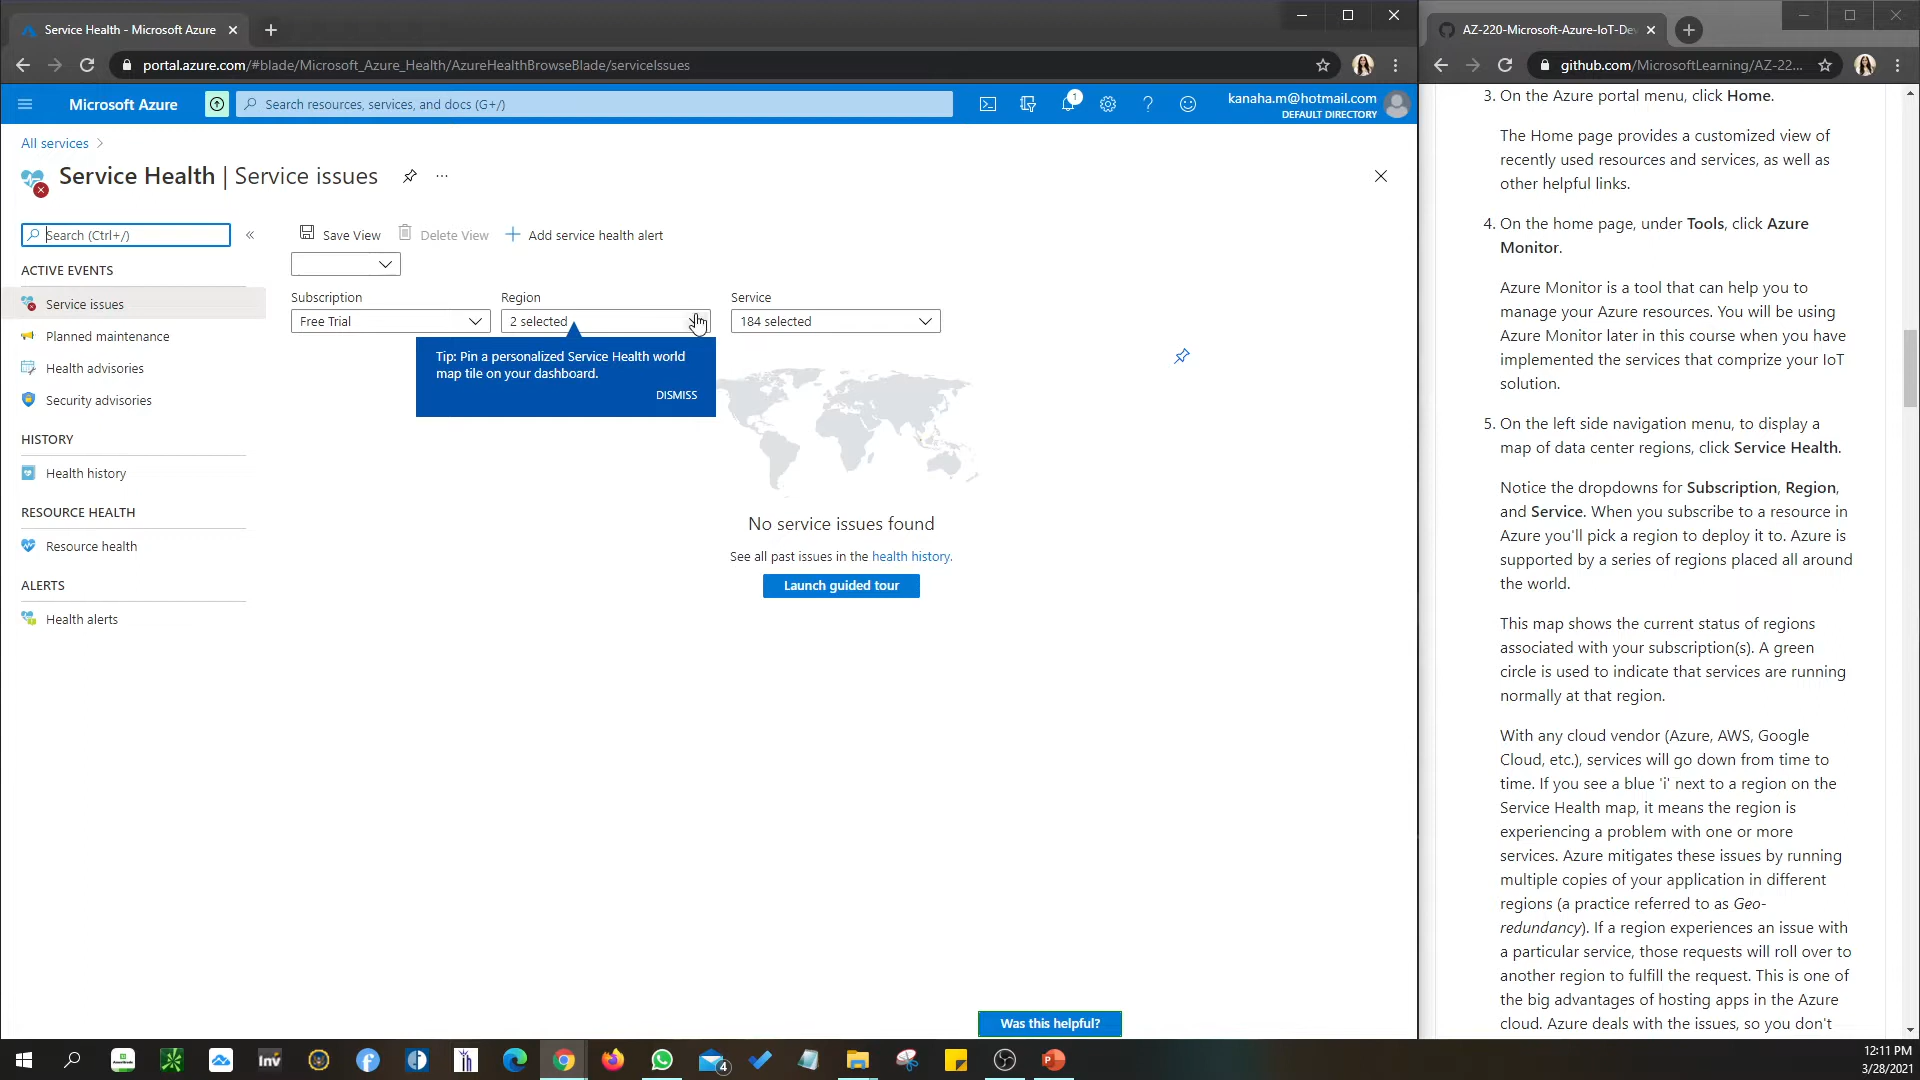 Service Health - Microsoft Azure
portal.azure.com/#blade/Microsoft_Azure_Health/AzureHealthBrowseBlade/serviceIssues
Microsoft Azure
Search resources, services, and docs (G+/)
1
kanaha.m@hotmail.com
DEFAULT DIRECTORY
All services
Service Health | Service issues
Search (Ctrl+/)
Save View
Delete View
Add service health alert
ACTIVE EVENTS
Service issues
Planned maintenance
Health advisories
Security advisories
HISTORY
Health history
RESOURCE HEALTH
Resource health
ALERTS
Health alerts
Subscription
Region
Service
Free Trial
2 selected
184 selected
Tip: Pin a personalized Service Health world
map tile on your dashboard.
DISMISS
No service issues found
See all past issues in the health history.
Launch guided tour
Was this helpful?
AZ-220-Microsoft-Azure-IoT-De
github.com/MicrosoftLearning/AZ-22...
3. On the Azure portal menu, click Home.
The Home page provides a customized view of
recently used resources and services, as well as
other helpful links.
4. On the home page, under Tools, click Azure
Monitor.
Azure Monitor is a tool that can help you to
manage your Azure resources. You will be using
Azure Monitor later in this course when you have
implemented the services that comprize your IoT
solution.
5. On the left side navigation menu, to display a
map of data center regions, click Service Health.
Notice the dropdowns for Subscription, Region,
and Service. When you subscribe to a resource in
Azure you'll pick a region to deploy it to. Azure is
supported by a series of regions placed all around
the world.
This map shows the current status of regions
associated with your subscription(s). A green
circle is used to indicate that services are running
normally at that region.
With any cloud vendor (Azure, AWS, Google
Cloud, etc.), services will go down from time to
time. If you see a blue 'i' next to a region on the
Service Health map, it means the region is
experiencing a problem with one or more
services. Azure mitigates these issues by running
multiple copies of your application in different
regions (a practice referred to as Geo-
redundancy). If a region experiences an issue with
a particular service, those requests will roll over to
another region to fulfill the request. This is one of
the big advantages of hosting apps in the Azure
cloud. Azure deals with the issues, so you don't
Inv
4
12:11 PM
3/28/2021